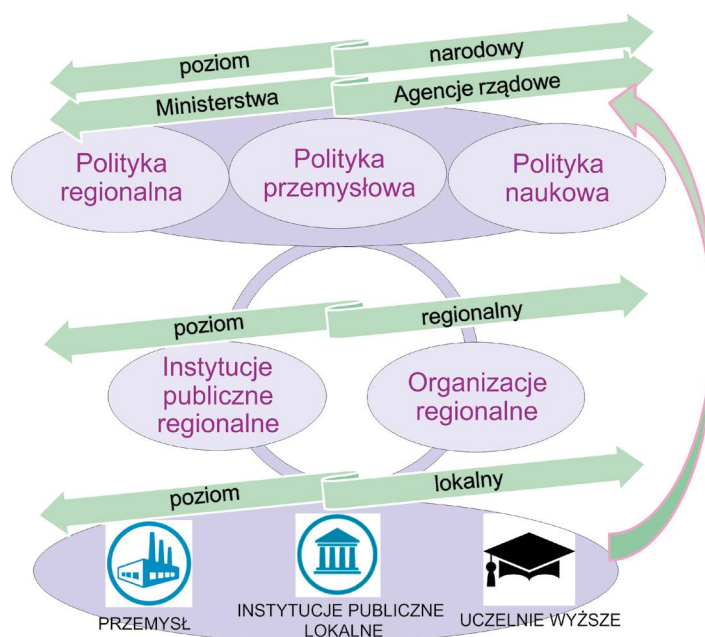 poziom narodowy
Ministerstwa Agencje rządowe
Polityka
regionalna
Polityka
przemysłowa
Polityka
naukowa
poziom regionalny
Instytucje
publiczne
regionalne
Organizacje
regionalne
poziom lokalny
PRZEMYSŁ
INSTYTUCJE PUBLICZNE
LOKALNE
UCZELNIE WYŻSZE